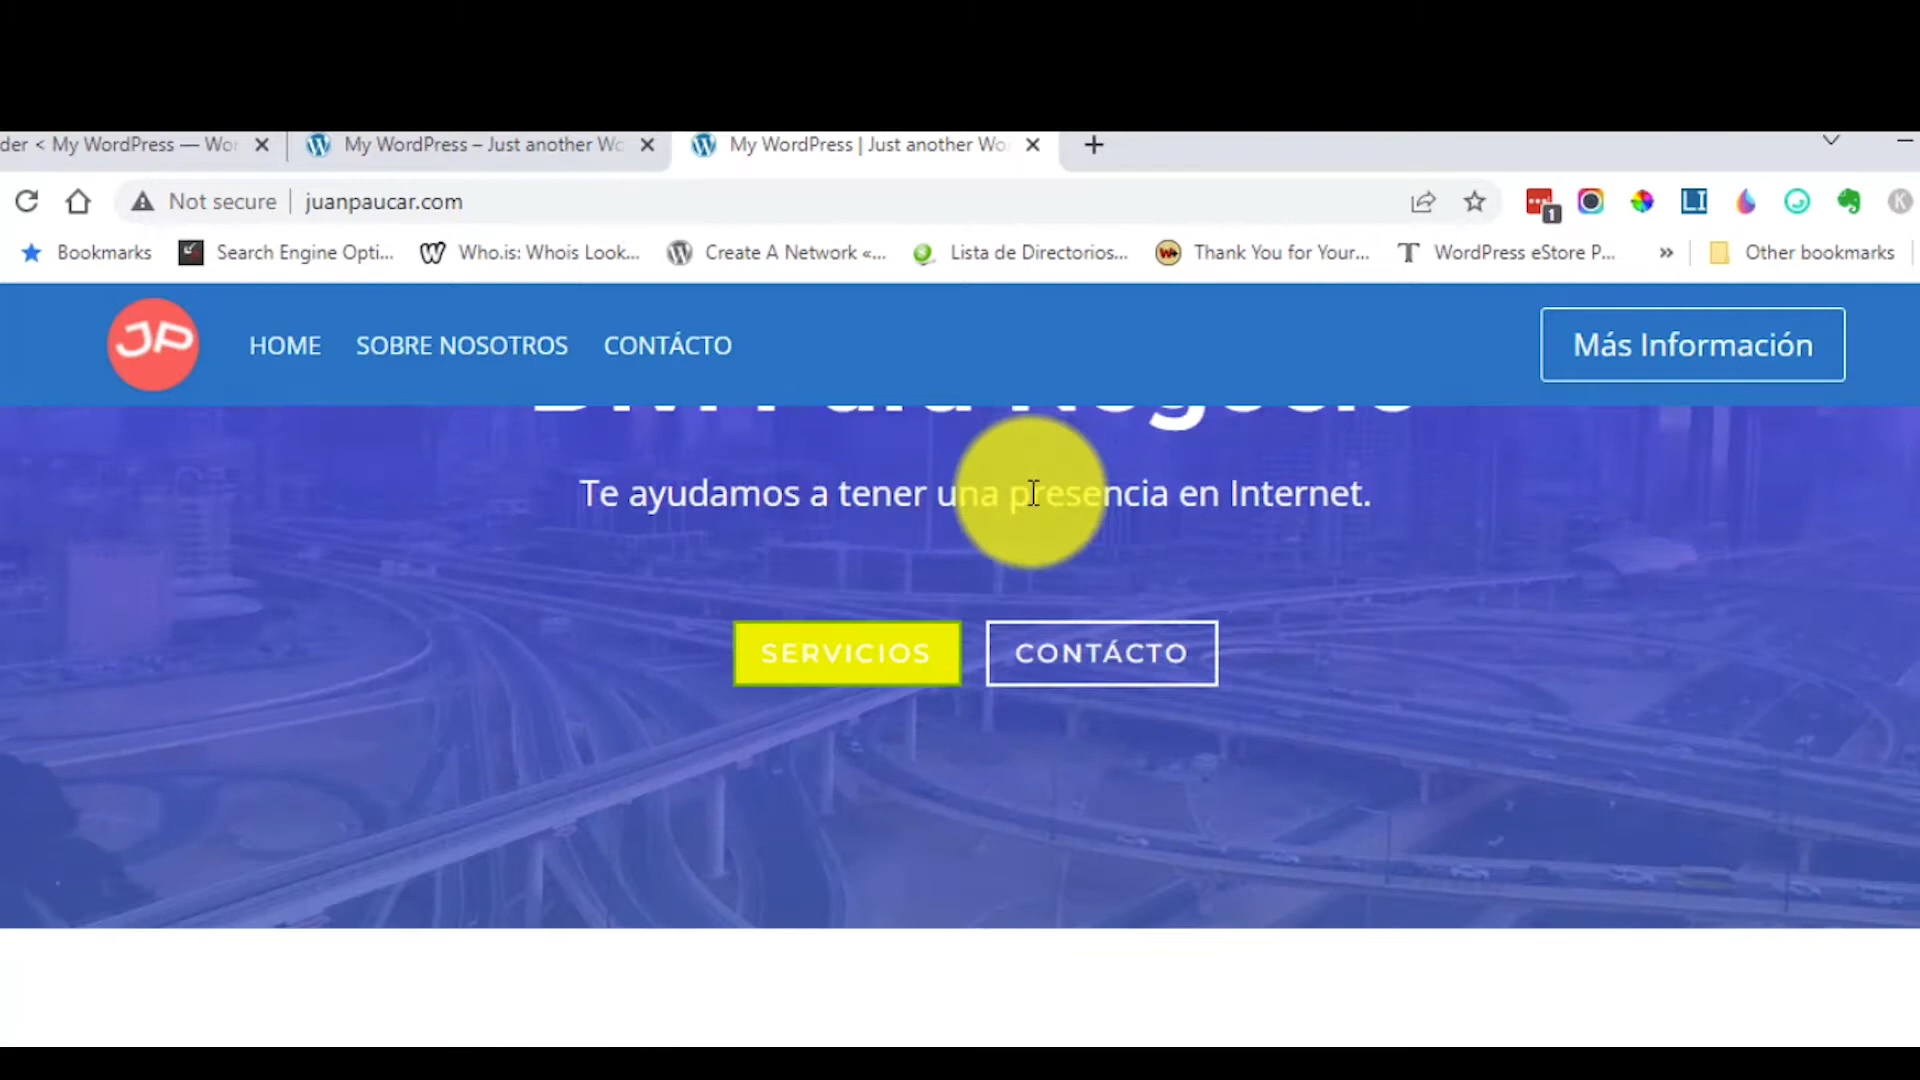 der < My WordPress — Wor
My WordPress – Just another Wo
My WordPress | Just another Wo
Not secure
juanpaucar.com
1
K
Bookmarks
Search Engine Opti...
Who.is: Whois Look...
Create A Network «...
Lista de Directorios...
Thank You for Your...
WordPress eStore P...
Other bookmarks
JP
HOME
SOBRE NOSOTROS
CONTÁCTO
Más Información
Te ayudamos a tener una presencia en Internet.
SERVICIOS
CONTÁCTO